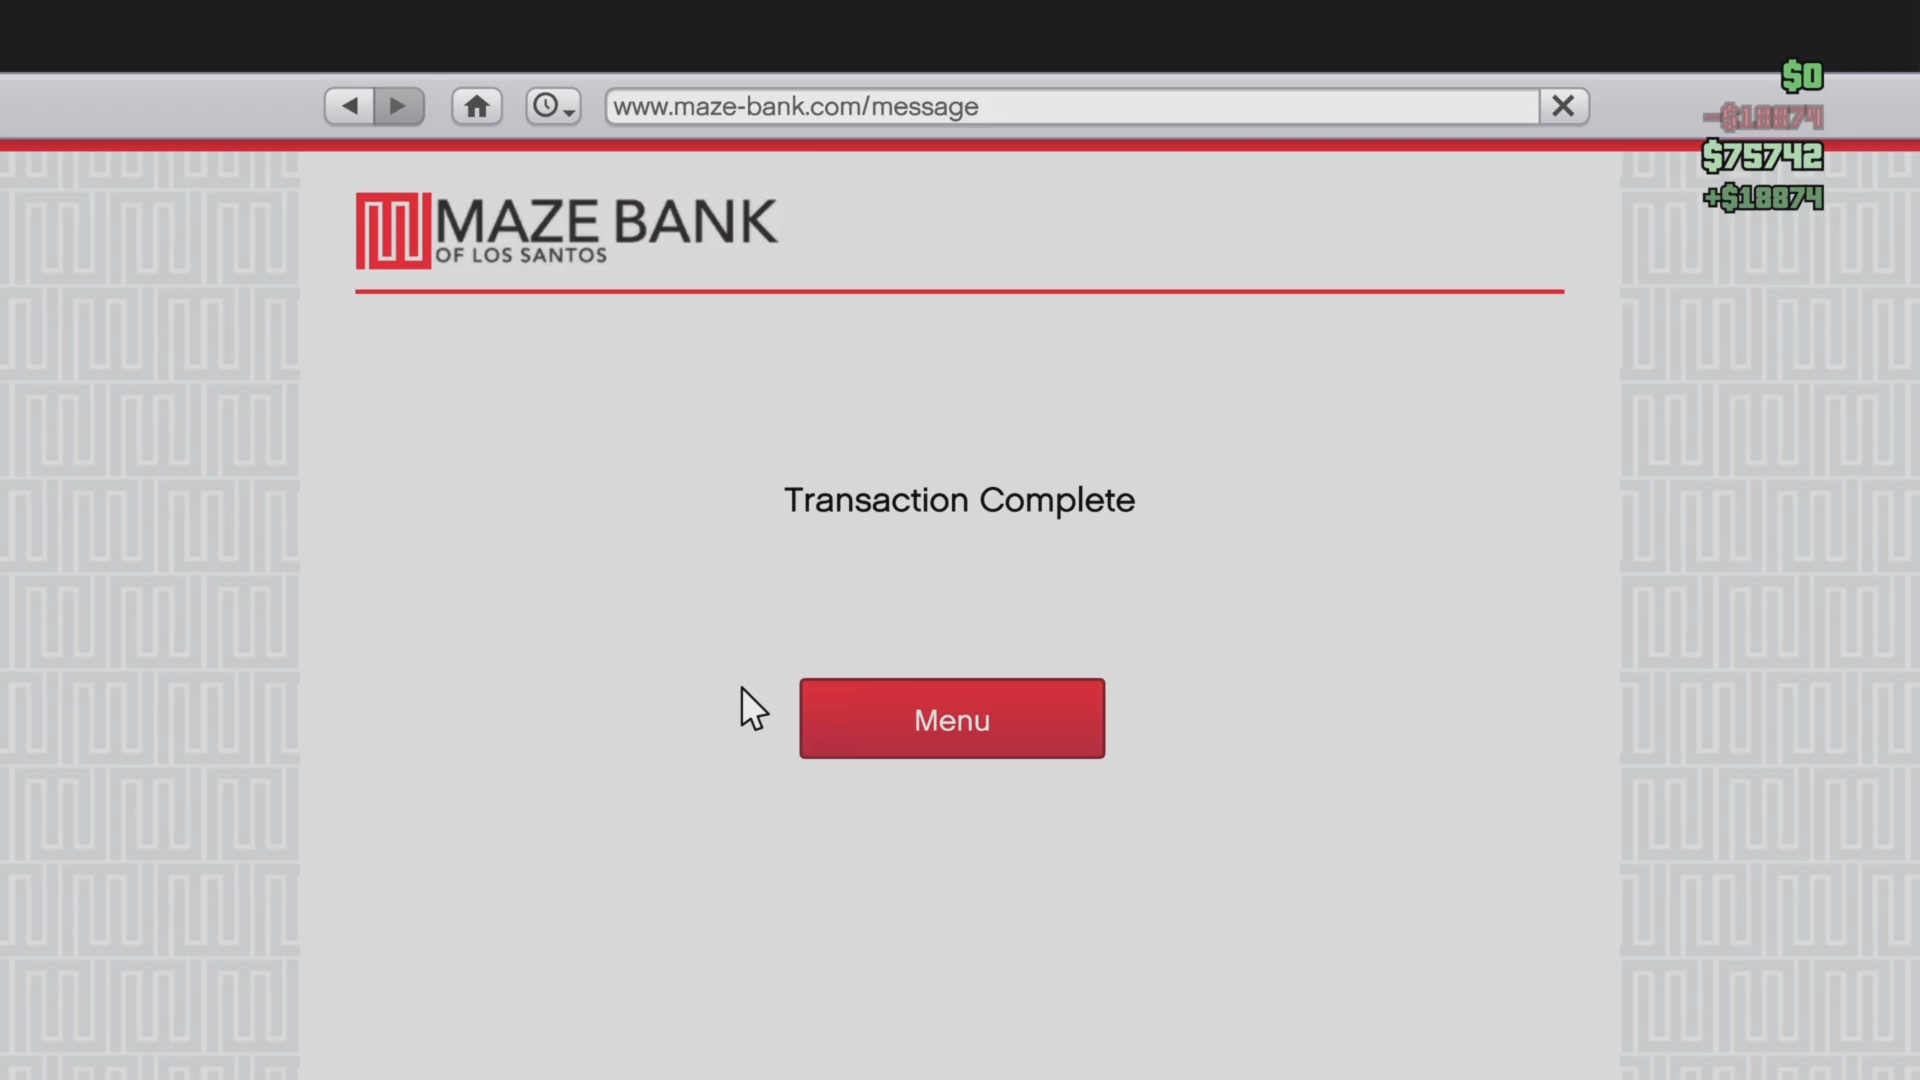 www.maze-bank.com/message
$0
-$18874
$75742
+$18874
MAZE BANK
OF LOS SANTOS
Transaction Complete
Menu